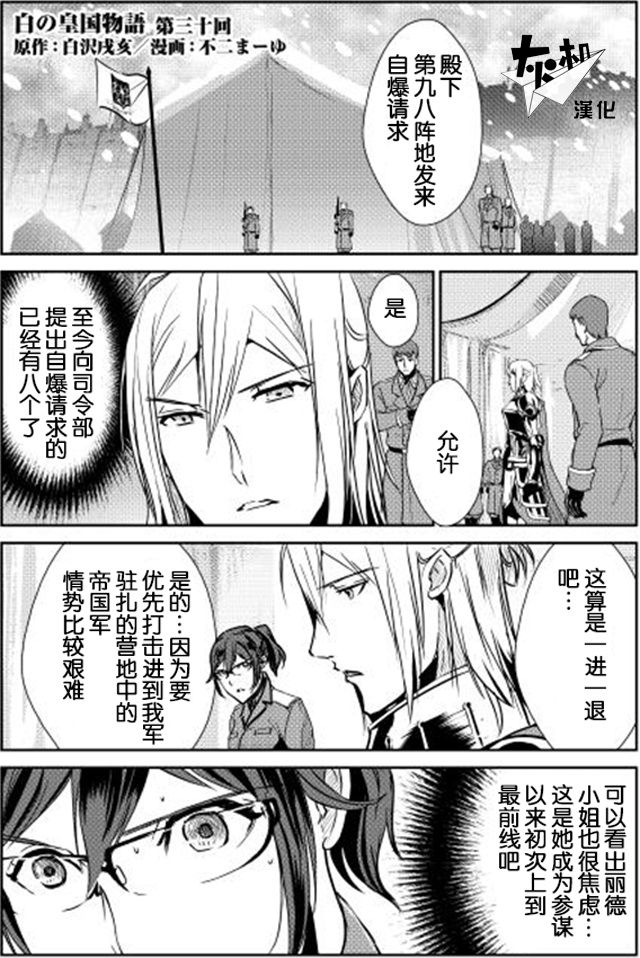 白の皇国物語 第三十回
原作：白沢戌亥／漫画：不二まーゆ
灰机
漢化
殿下
第九八阵地发来
自爆请求
允许
是
至今向司令部
提出自爆请求的
已经有八个了
这算是一进一退
吧…
是的…因为要
优先打击进到我军
驻扎的营地中的
帝国军
情势比较艰难
可以看出丽德
小姐也很焦虑…
这是她成为参谋
以来初次上到
最前线吧